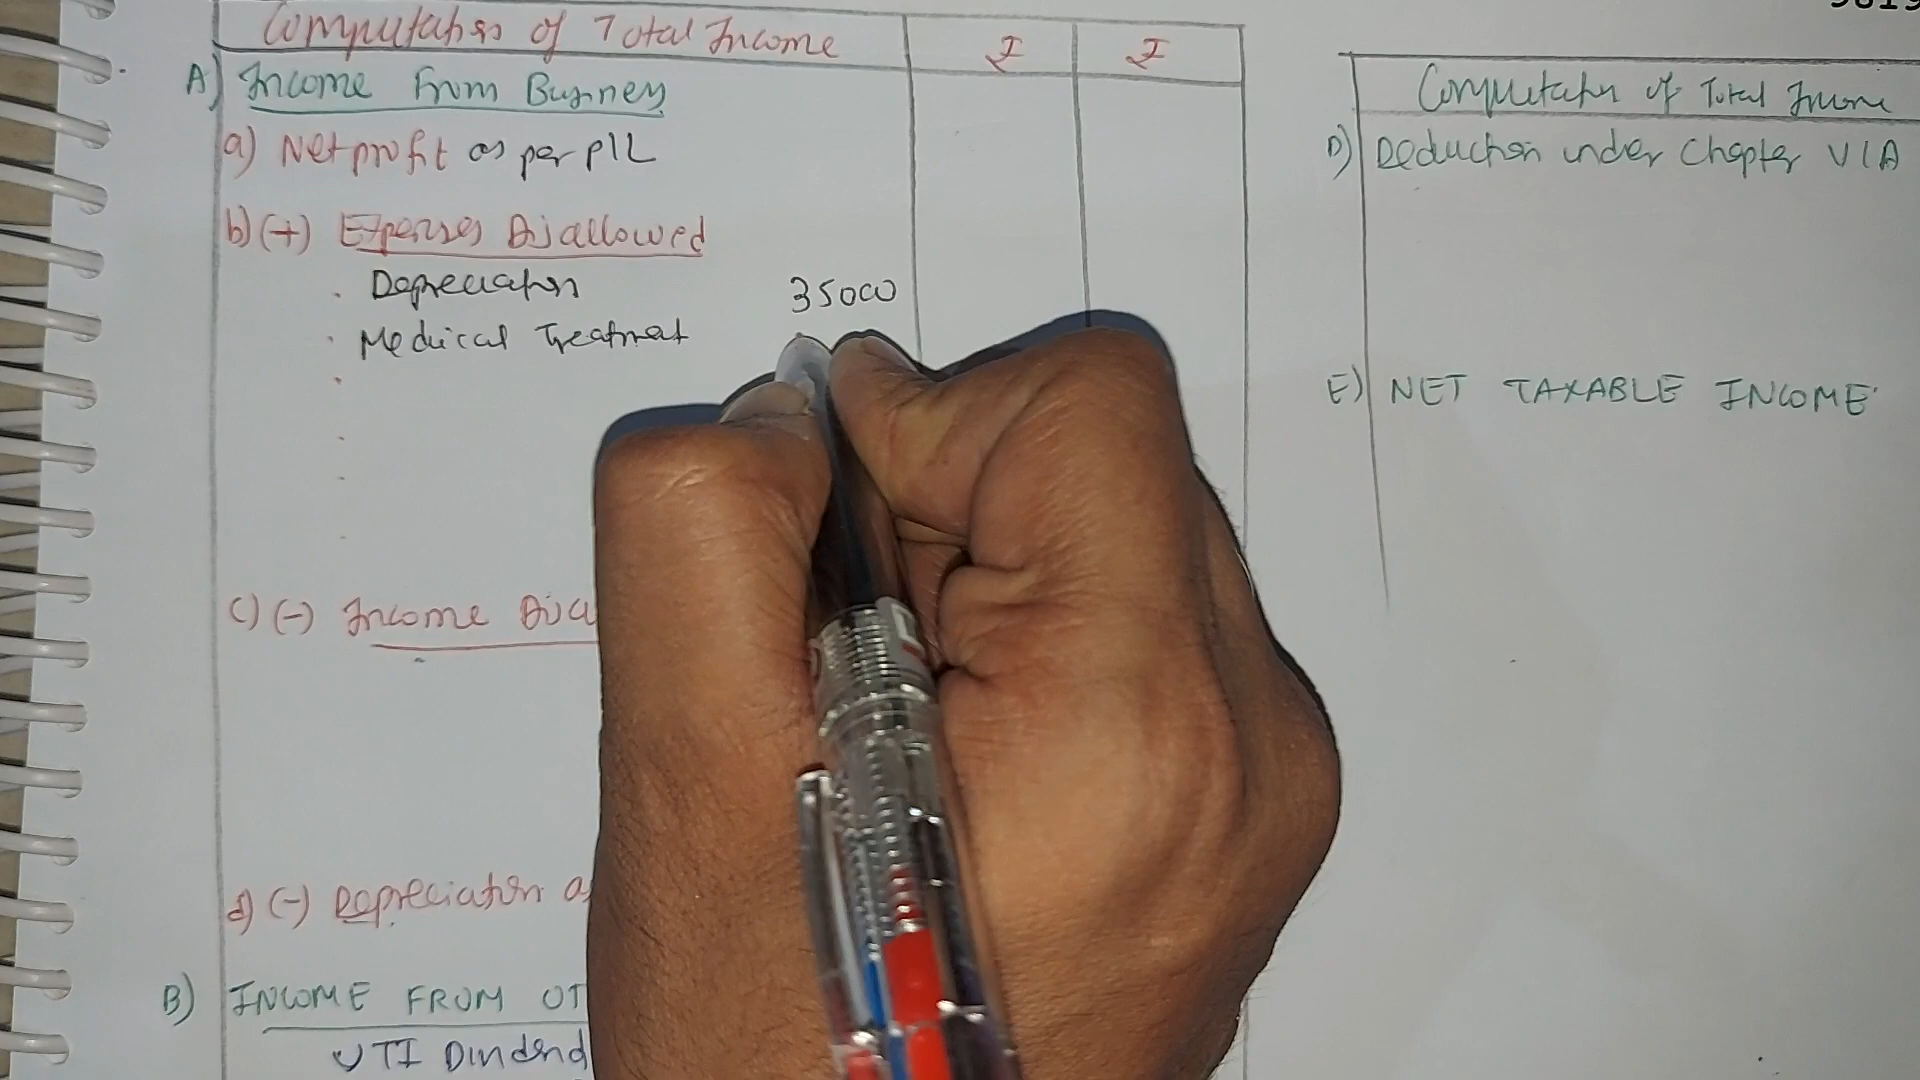 Computation of Total Income ₹ ₹
A) Income From Business
a) Net profit as per P/L
b) (+) Expenses Disallowed
. Depreciation 35000
. Medical Treatment
c) (-) Income
d) (-) Depreciation
B) INCOME FROM
UTI Dividend
Computation of Total Income
D) Deduction under Chapter VIA
E) NET TAXABLE INCOME